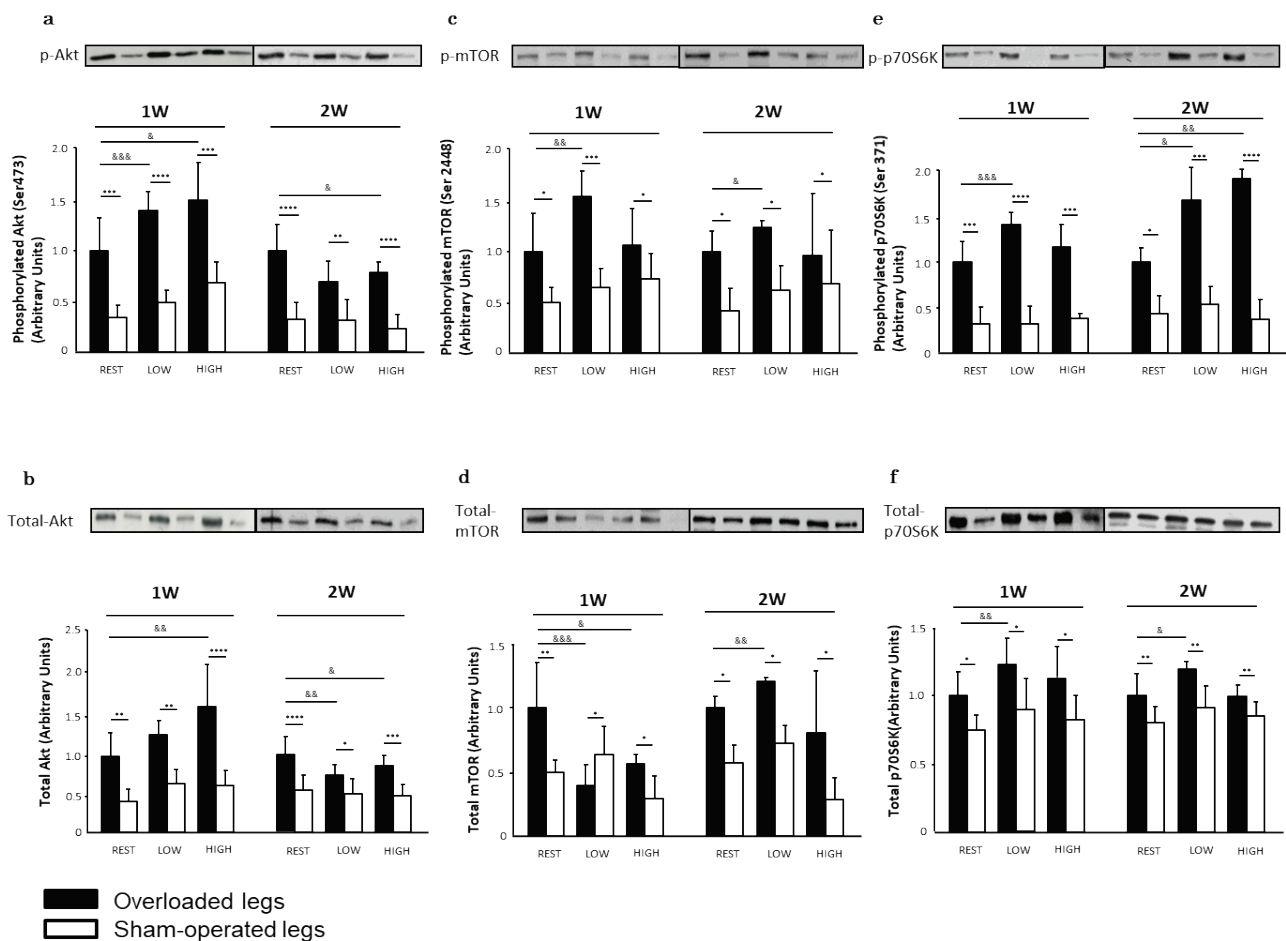 a
p-Akt
1W
2W
&
&&&
***
****
***
&
****
**
****
Phosphorylated Akt (Ser473)
(Arbitrary Units)
2.0
1.5
1.0
0.5
0
REST
LOW
HIGH
REST
LOW
HIGH
c
p-mTOR
1W
2W
&&
*
***
*
&
*
*
*
Phosphorylated mTOR (Ser 2448)
(Arbitrary Units)
2.0
1.5
1.0
0.5
0
REST
LOW
HIGH
REST
LOW
HIGH
e
p-p70S6K
1W
2W
&&&
***
****
***
&&
&
*
***
****
Phosphorylated p70S6K (Ser 371)
(Arbitrary Units)
2.0
1.5
1.0
0.5
0
REST
LOW
HIGH
REST
LOW
HIGH
b
Total-Akt
1W
2W
&&
**
**
****
&
&&
****
*
***
Total Akt (Arbitrary Units)
2.5
2.0
1.5
1.0
0.5
0
REST
LOW
HIGH
REST
LOW
HIGH
d
Total-
mTOR
1W
2W
&
&&&
**
*
*
&&
*
*
*
Total mTOR (Arbitrary Units)
1.5
1.0
0.5
0
REST
LOW
HIGH
REST
LOW
HIGH
f
Total-
p70S6K
1W
2W
&&
*
*
*
&
**
**
**
Total p70S6K(Arbitrary Units)
1.5
1.0
0.5
0
REST
LOW
HIGH
REST
LOW
HIGH
Overloaded legs
Sham-operated legs